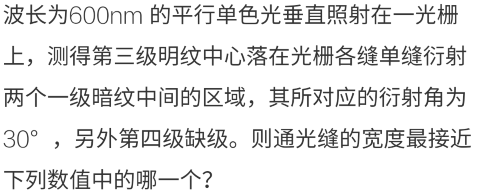 波长为600nm 的平行单色光垂直照射在一光栅
上，测得第三级明纹中心落在光栅各缝单缝衍射
两个一级暗纹中间的区域，其所对应的衍射角为
30°，另外第四级缺级。则通光缝的宽度最接近
下列数值中的哪一个？